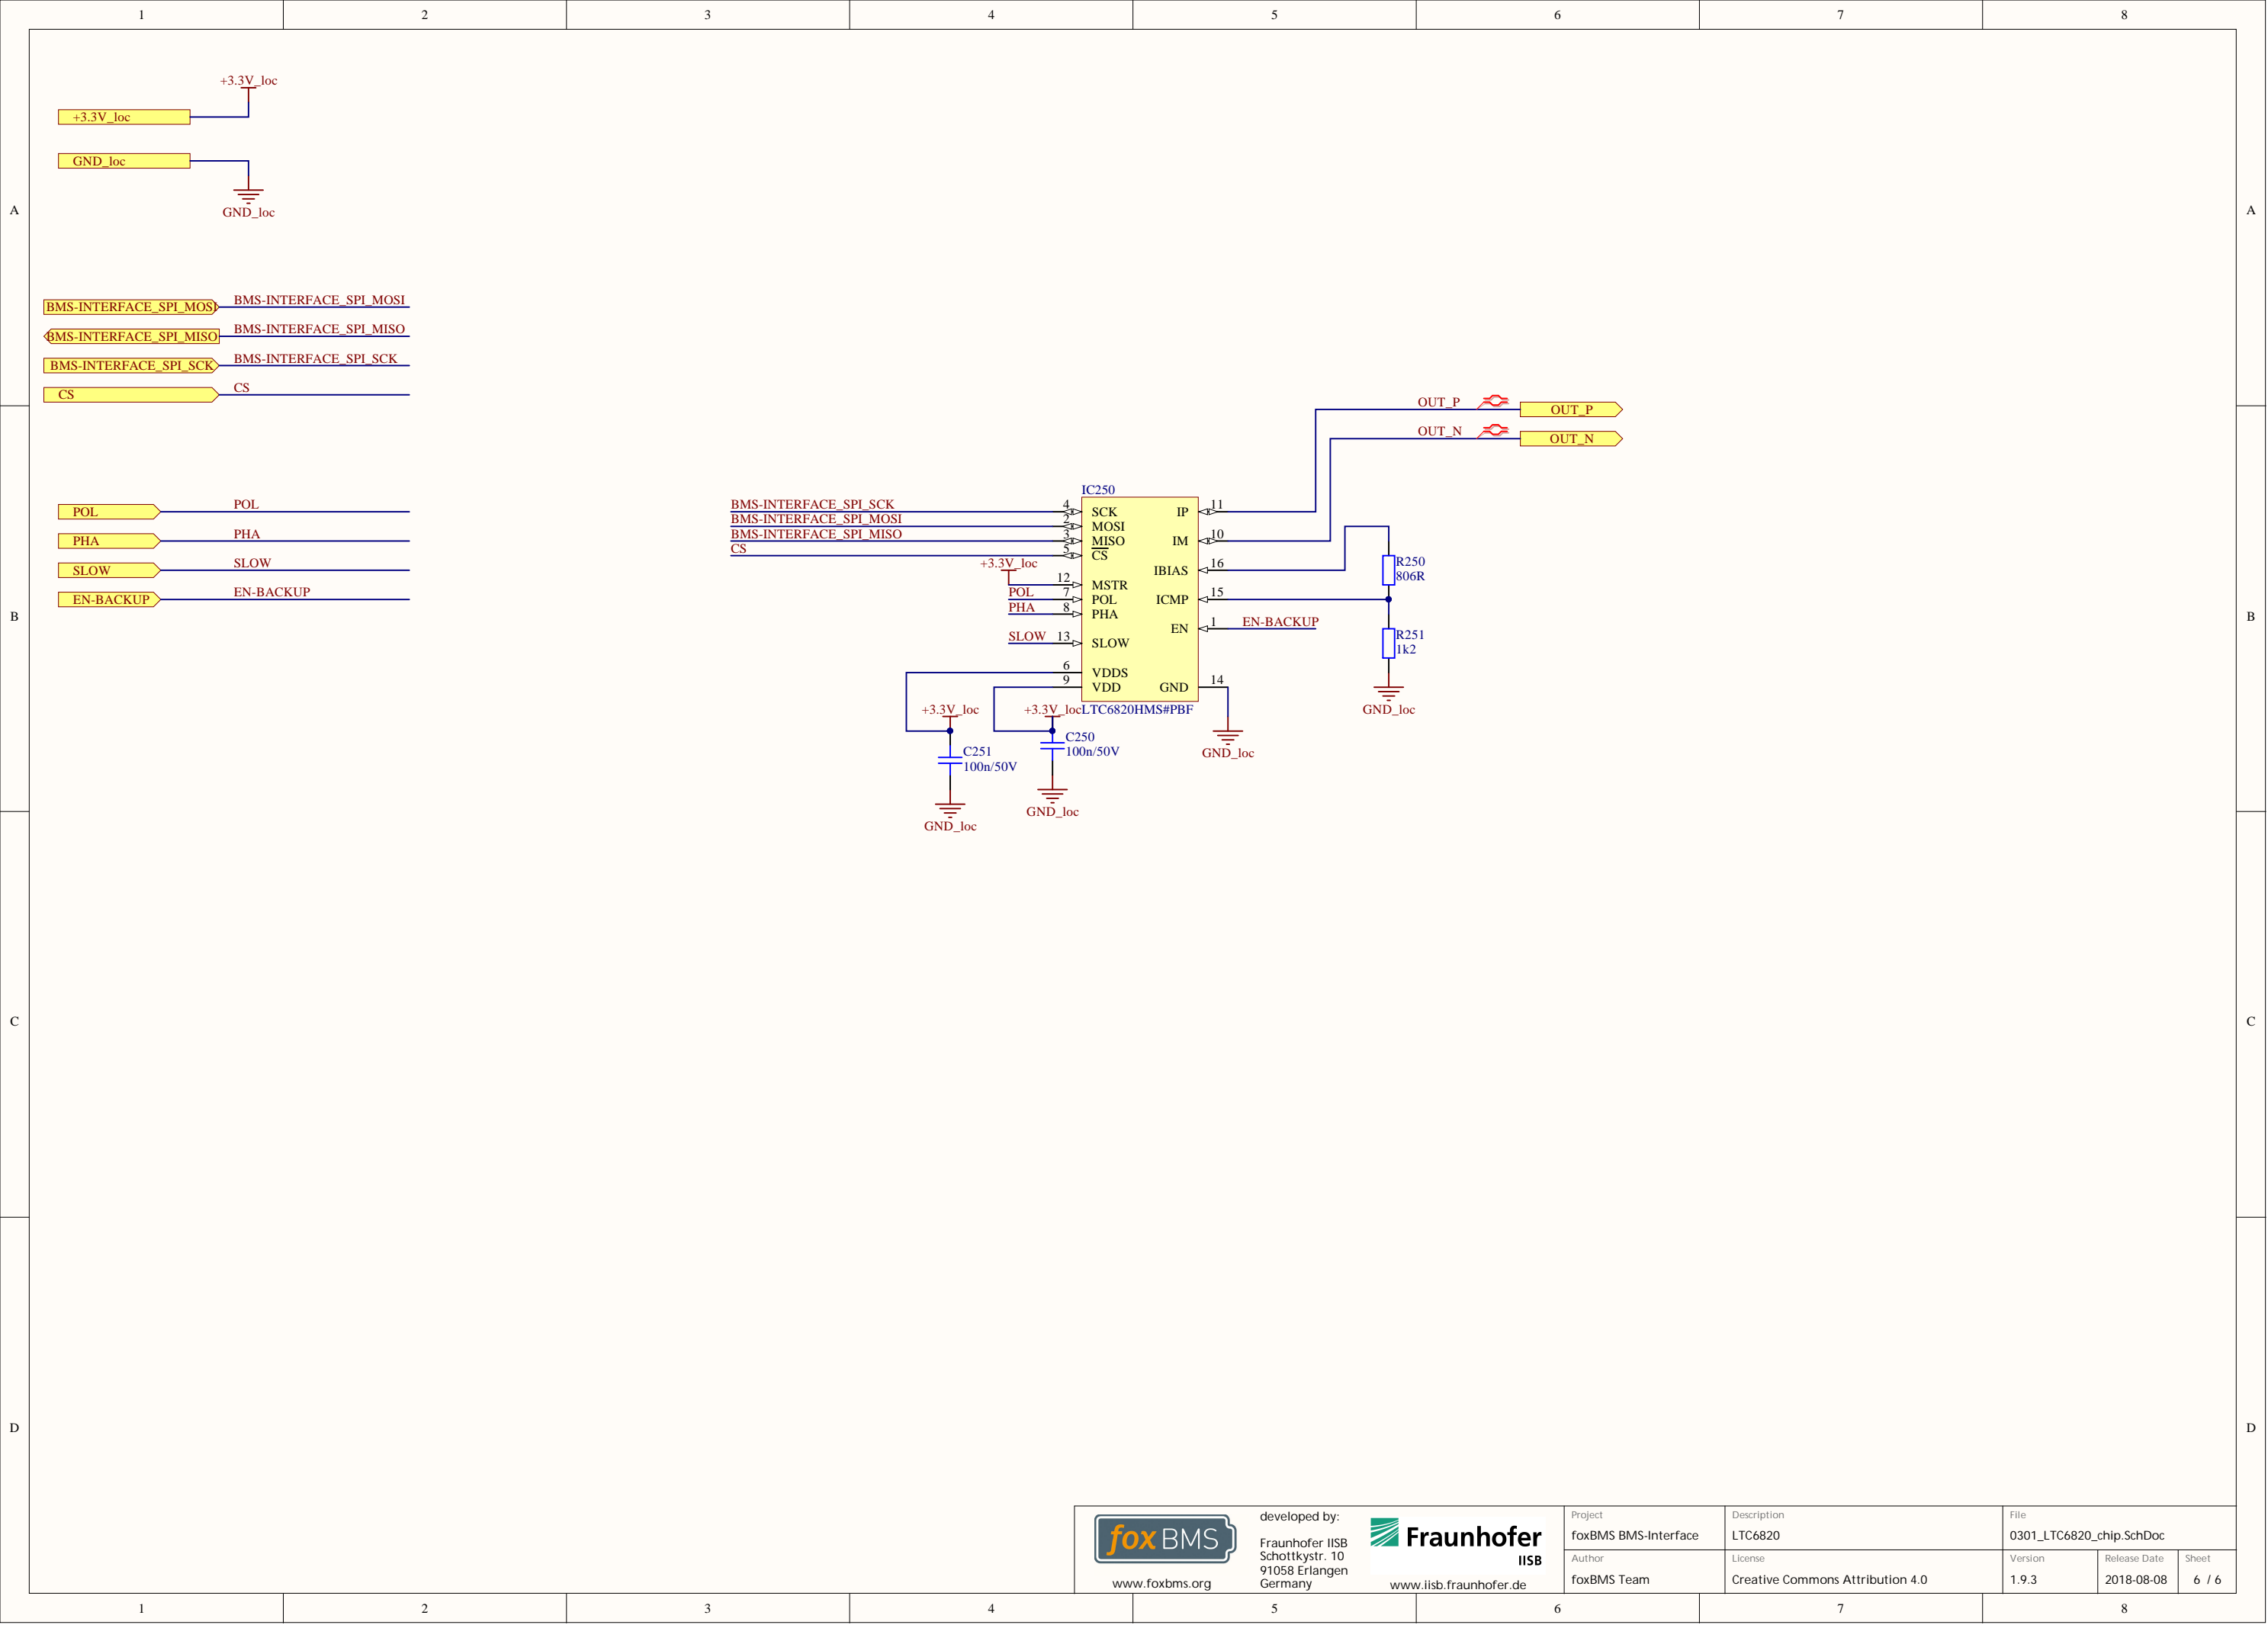 1 2 3 4 5 6 7 8
+3.3V_loc
+3.3V_loc
GND_loc
GND_loc
A A
BMS-INTERFACE_SPI_MOSI BMS-INTERFACE_SPI_MOSI
BMS-INTERFACE_SPI_MISO BMS-INTERFACE_SPI_MISO
BMS-INTERFACE_SPI_SCK BMS-INTERFACE_SPI_SCK
CS CS
OUT_P OUT_P
OUT_N OUT_N
POL POL
PHA PHA
SLOW SLOW
EN-BACKUP EN-BACKUP
B B
IC250
BMS-INTERFACE_SPI_SCK 4 SCK
BMS-INTERFACE_SPI_MOSI 2 MOSI
BMS-INTERFACE_SPI_MISO 3 MISO
CS 5 CS
+3.3V_loc
12 MSTR
POL 7 POL
PHA 8 PHA
SLOW 13 SLOW
6 VDDS
9 VDD
IP 11
IM 10
IBIAS 16
ICMP 15
EN 1 EN-BACKUP
GND 14
R250
806R
R251
1k2
GND_loc
+3.3V_loc
+3.3V_loc
LTC6820HMS#PBF
C250
100n/50V
C251
100n/50V
GND_loc
GND_loc
GND_loc
C C
D D
fox BMS
www.foxbms.org
developed by:
Fraunhofer IISB
Schottkystr. 10
91058 Erlangen
Germany
Fraunhofer
IISB
www.iisb.fraunhofer.de
Project
foxBMS BMS-Interface
Description
LTC6820
File
0301_LTC6820_chip.SchDoc
Author
foxBMS Team
License
Creative Commons Attribution 4.0
Version
1.9.3
Release Date
2018-08-08
Sheet
6 / 6
1 2 3 4 5 6 7 8